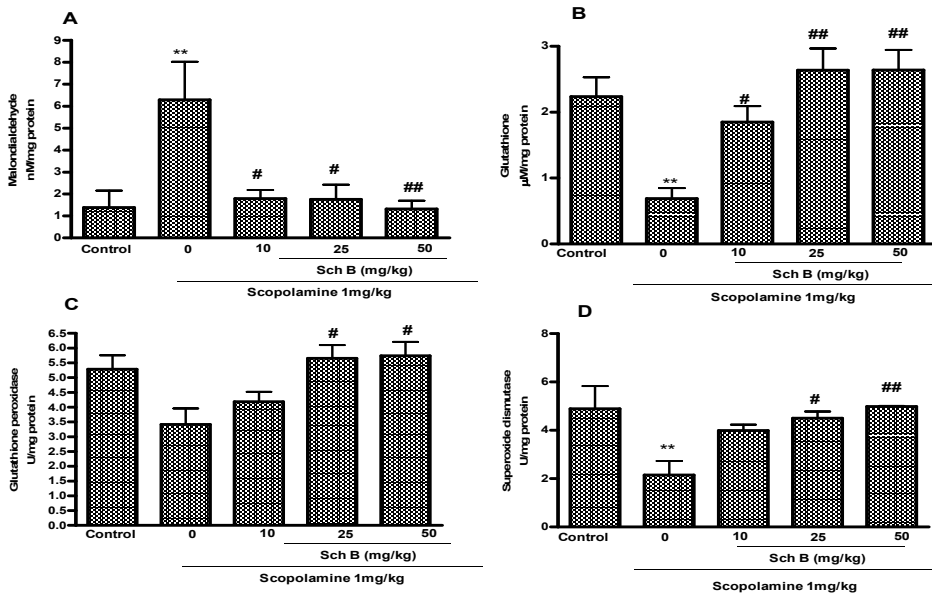 A
Malondialdehyde
nM/mg protein
9
8
7
6
5
4
3
2
1
0
**
#
#
##
Control
0
10
25
50
Sch B (mg/kg)
Scopolamine 1mg/kg
B
Glutathione
µM/mg protein
3
2
1
0
**
#
##
##
Control
0
10
25
50
Sch B (mg/kg)
Scopolamine 1mg/kg
C
Glutathione peroxidase
U/mg protein
6.5
6.0
5.5
5.0
4.5
4.0
3.5
3.0
2.5
2.0
1.5
1.0
0.5
0.0
#
#
Control
0
10
25
50
Sch B (mg/kg)
Scopolamine 1mg/kg
D
Superoxide dismutase
U/mg protein
8
6
4
2
0
**
#
##
Control
0
10
25
50
Sch B (mg/kg)
Scopolamine 1mg/kg